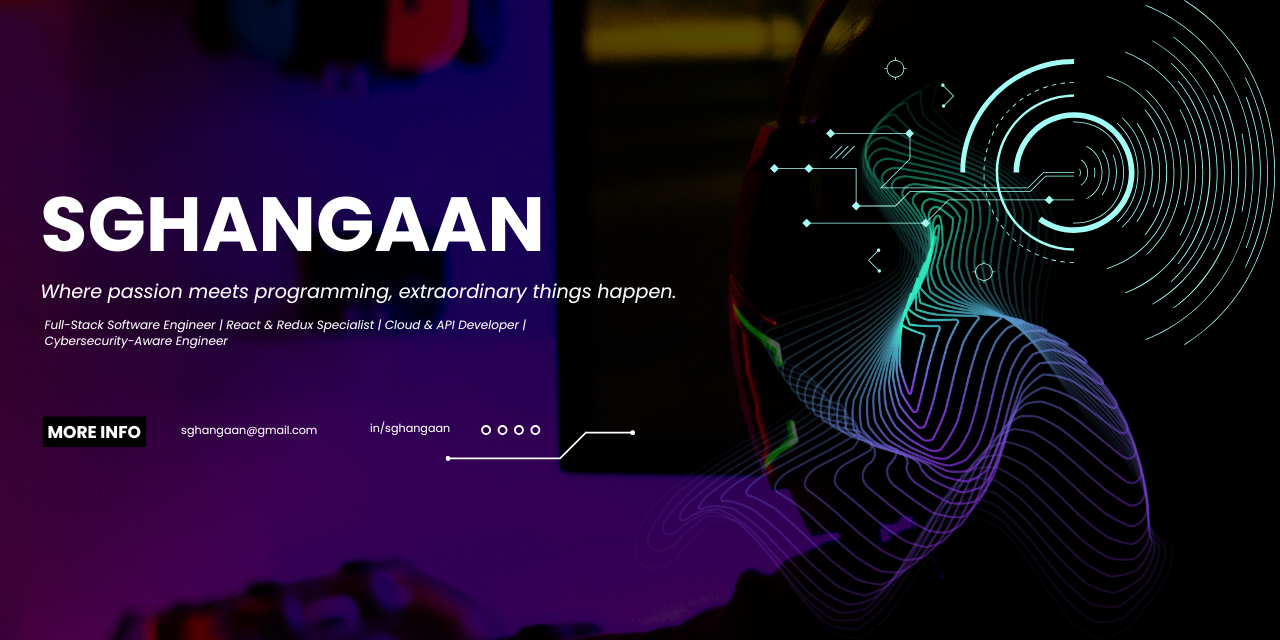 SGHANGAAN
Where passion meets programming, extraordinary things happen.
Full-Stack Software Engineer | React & Redux Specialist | Cloud & API Developer |
Cybersecurity-Aware Engineer
MORE INFO
sghangaan@gmail.com
in/sghangaan